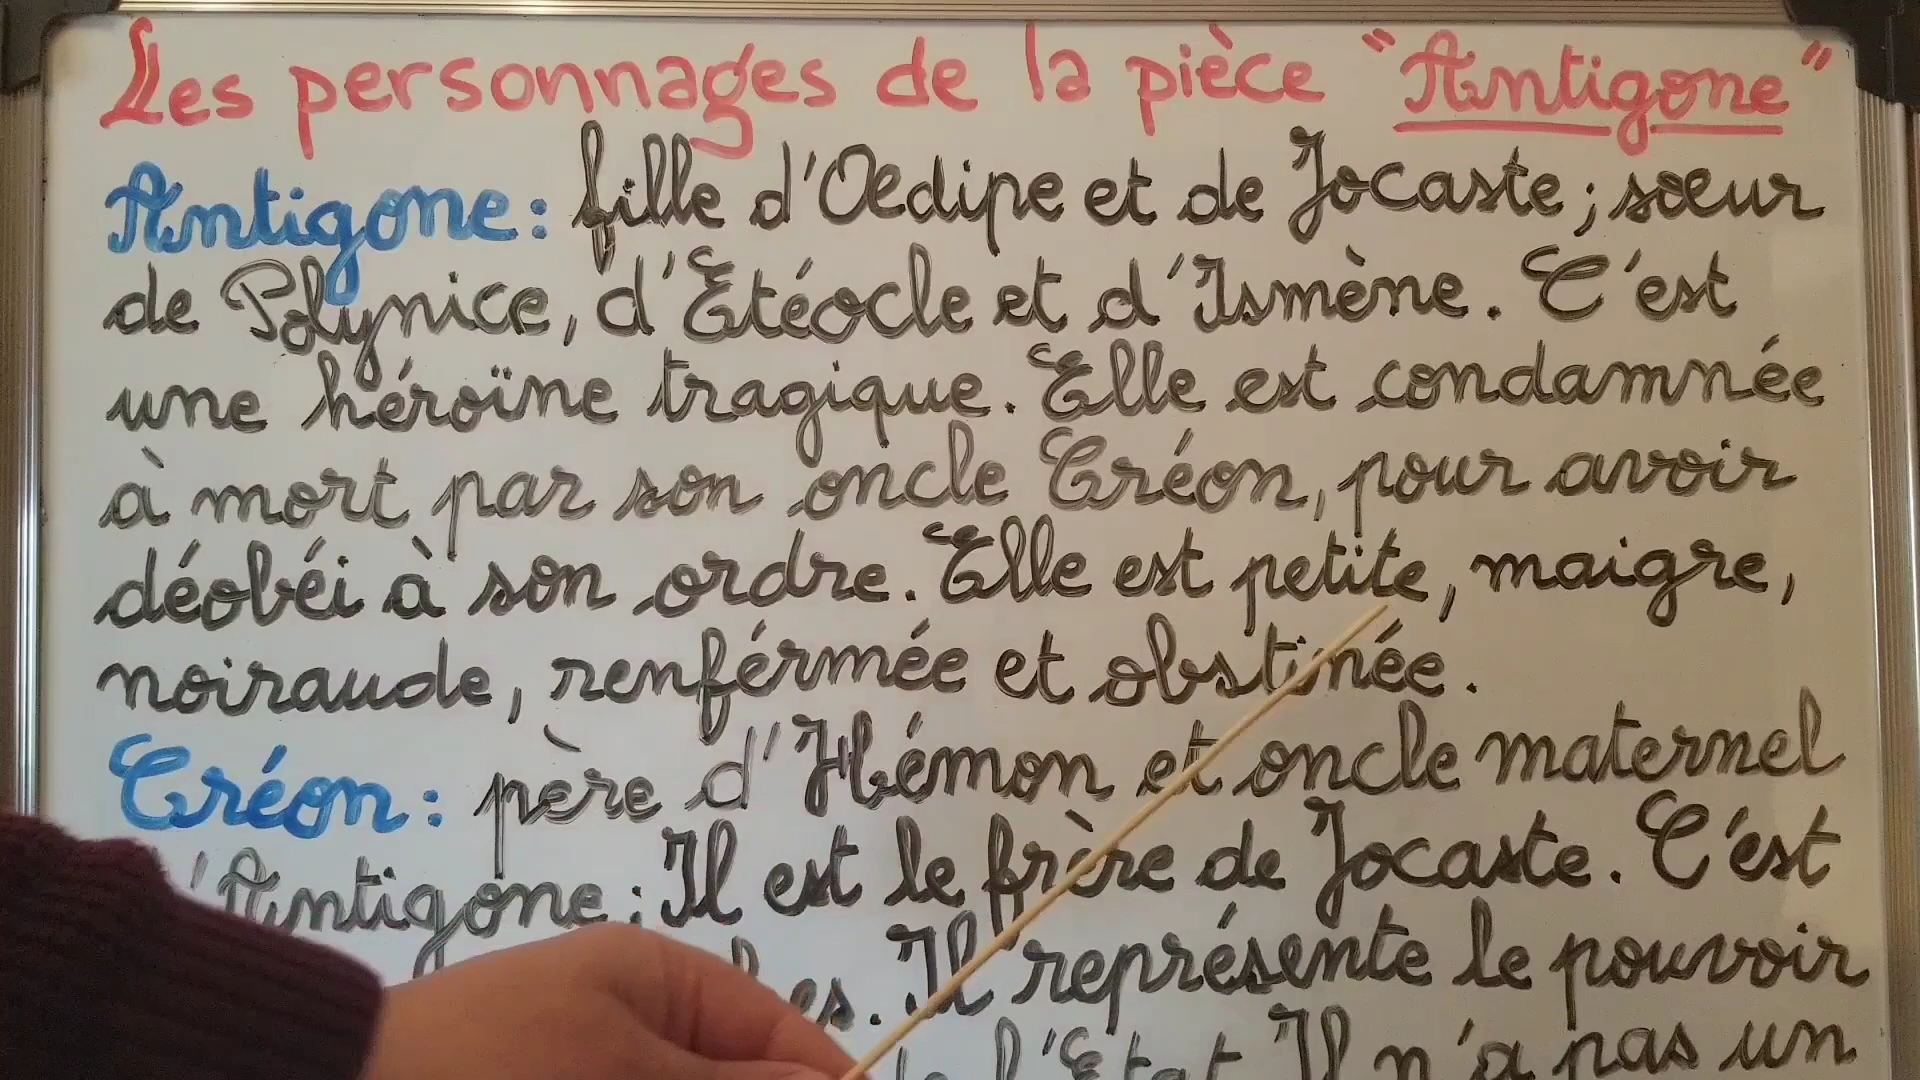 Les personnages de la pièce "Antigone"
Antigone: fille d'Oedipe et de Jocaste; sœur
de Polynice, d'Etéocle et d'Ismène. C'est
une héroïne tragique. Elle est condamnée
à mort par son oncle Créon, pour avoir
déobéi à son ordre. Elle est petite, maigre,
noiraude, renférmée et obstinée.
Créon: père d'Hémon et oncle maternel
d'Antigone; Il est le frère de Jocaste. C'est
Il représente le pouvoir
l'Etat Il n'a pas un